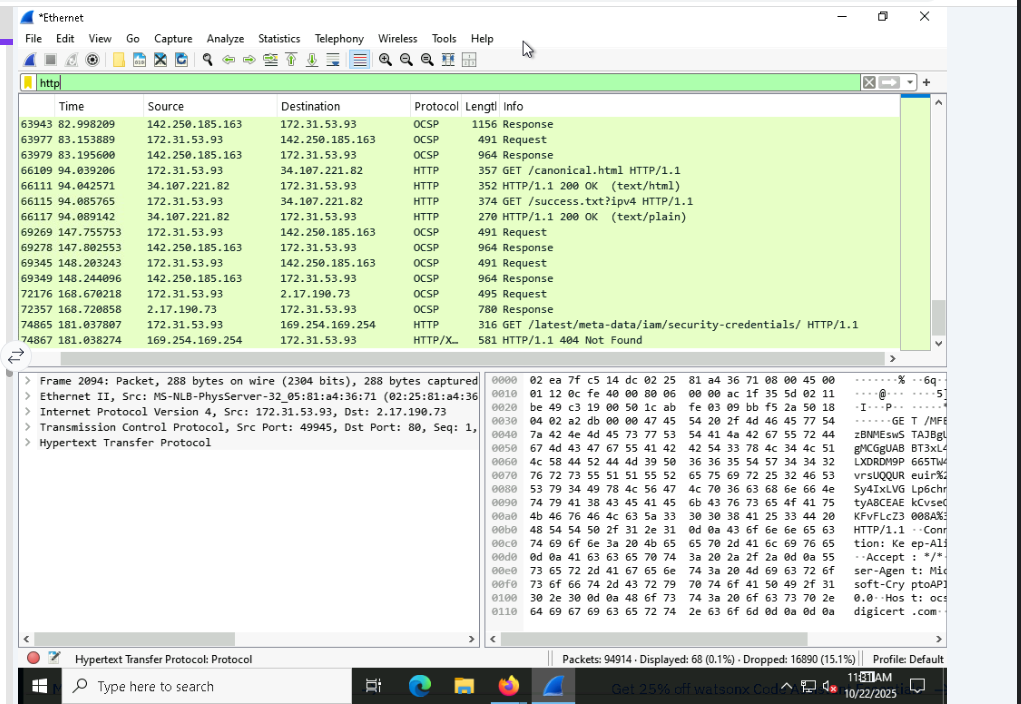 *Ethernet
File Edit View Go Capture Analyze Statistics Telephony Wireless Tools Help
http
Time Source Destination Protocol Lengtl Info
63943 82.998209 142.250.185.163 172.31.53.93 OCSP 1156 Response
63977 83.153889 172.31.53.93 142.250.185.163 OCSP 491 Request
63979 83.195600 142.250.185.163 172.31.53.93 OCSP 964 Response
66109 94.039206 172.31.53.93 34.107.221.82 HTTP 357 GET /canonical.html HTTP/1.1
66111 94.042571 34.107.221.82 172.31.53.93 HTTP 352 HTTP/1.1 200 OK (text/html)
66115 94.085765 172.31.53.93 34.107.221.82 HTTP 374 GET /success.txt?ipv4 HTTP/1.1
66117 94.089142 34.107.221.82 172.31.53.93 HTTP 270 HTTP/1.1 200 OK (text/plain)
69269 147.755753 172.31.53.93 142.250.185.163 OCSP 491 Request
69278 147.802553 142.250.185.163 172.31.53.93 OCSP 964 Response
69345 148.203243 172.31.53.93 142.250.185.163 OCSP 491 Request
69349 148.244096 142.250.185.163 172.31.53.93 OCSP 964 Response
72176 168.670218 172.31.53.93 2.17.190.73 OCSP 495 Request
72357 168.720858 2.17.190.73 172.31.53.93 OCSP 780 Response
74865 181.037807 172.31.53.93 169.254.169.254 HTTP 316 GET /latest/meta-data/iam/security-credentials/ HTTP/1.1
74867 181.038274 169.254.169.254 172.31.53.93 HTTP/X… 581 HTTP/1.1 404 Not Found
Frame 2094: Packet, 288 bytes on wire (2304 bits), 288 bytes captured
Ethernet II, Src: MS-NLB-PhysServer-32_05:81:a4:36:71 (02:25:81:a4:36
Internet Protocol Version 4, Src: 172.31.53.93, Dst: 2.17.190.73
Transmission Control Protocol, Src Port: 49945, Dst Port: 80, Seq: 1,
Hypertext Transfer Protocol
0000 02 ea 7f c5 14 dc 02 25 81 a4 36 71 08 00 45 00 ·······% ··6q··
0010 01 12 0c fe 40 00 80 06 00 00 ac 1f 35 5d 02 11 ····@··· ····5]
0020 be 49 c3 19 00 50 1c ab fe 03 09 bb f5 2a 50 18 ·I···P·· ·····*
0030 04 02 a2 db 00 00 47 45 54 20 2f 4d 46 45 77 54 ······GE T /MFE
0040 7a 42 4e 4d 45 73 77 53 54 41 4a 42 67 55 72 44 zBNMEswS TAJBgU
0050 67 4d 43 47 67 55 41 42 42 54 33 78 4c 34 4c 51 gMCGgUAB BT3xL4
0060 4c 58 44 52 44 4d 39 50 36 36 35 54 57 34 34 32 LXDRDM9P 665TW4
0070 76 72 73 55 51 51 55 52 65 75 69 72 25 32 46 53 vrsUQQUR euir%2
0080 53 79 34 49 78 4c 56 47 4c 70 36 63 68 6e 66 4e Sy4IxLVG Lp6chn
0090 74 79 41 38 43 45 41 45 6b 43 76 73 65 4f 41 75 tyA8CEAE kCvseO
00a0 4b 46 76 46 4c 63 5a 33 30 30 38 41 25 33 44 20 KFvFLcZ3 008A%3
00b0 48 54 54 50 2f 31 2e 31 0d 0a 43 6f 6e 6e 65 63 HTTP/1.1 ··Conn
00c0 74 69 6f 6e 3a 20 4b 65 65 70 2d 41 6c 69 76 65 tion: Ke ep-Ali
00d0 0d 0a 41 63 63 65 70 74 3a 20 2a 2f 2a 0d 0a 55 ··Accept : */*·
00e0 73 65 72 2d 41 67 65 6e 74 3a 20 4d 69 63 72 6f ser-Agen t: Mic
00f0 73 6f 66 74 2d 43 72 79 70 74 6f 41 50 49 2f 31 soft-Cry ptoAPI
0100 30 2e 30 0d 0a 48 6f 73 74 3a 20 6f 63 73 70 2e 0.0··Hos t: ocs
0110 64 69 67 69 63 65 72 74 2e 63 6f 6d 0d 0a 0d 0a digicert .com··
Hypertext Transfer Protocol: Protocol Packets: 94914 · Displayed: 68 (0.1%) · Dropped: 16890 (15.1%) Profile: Default
Type here to search
Get 25% off watsonx
11:31 AM
10/22/2025